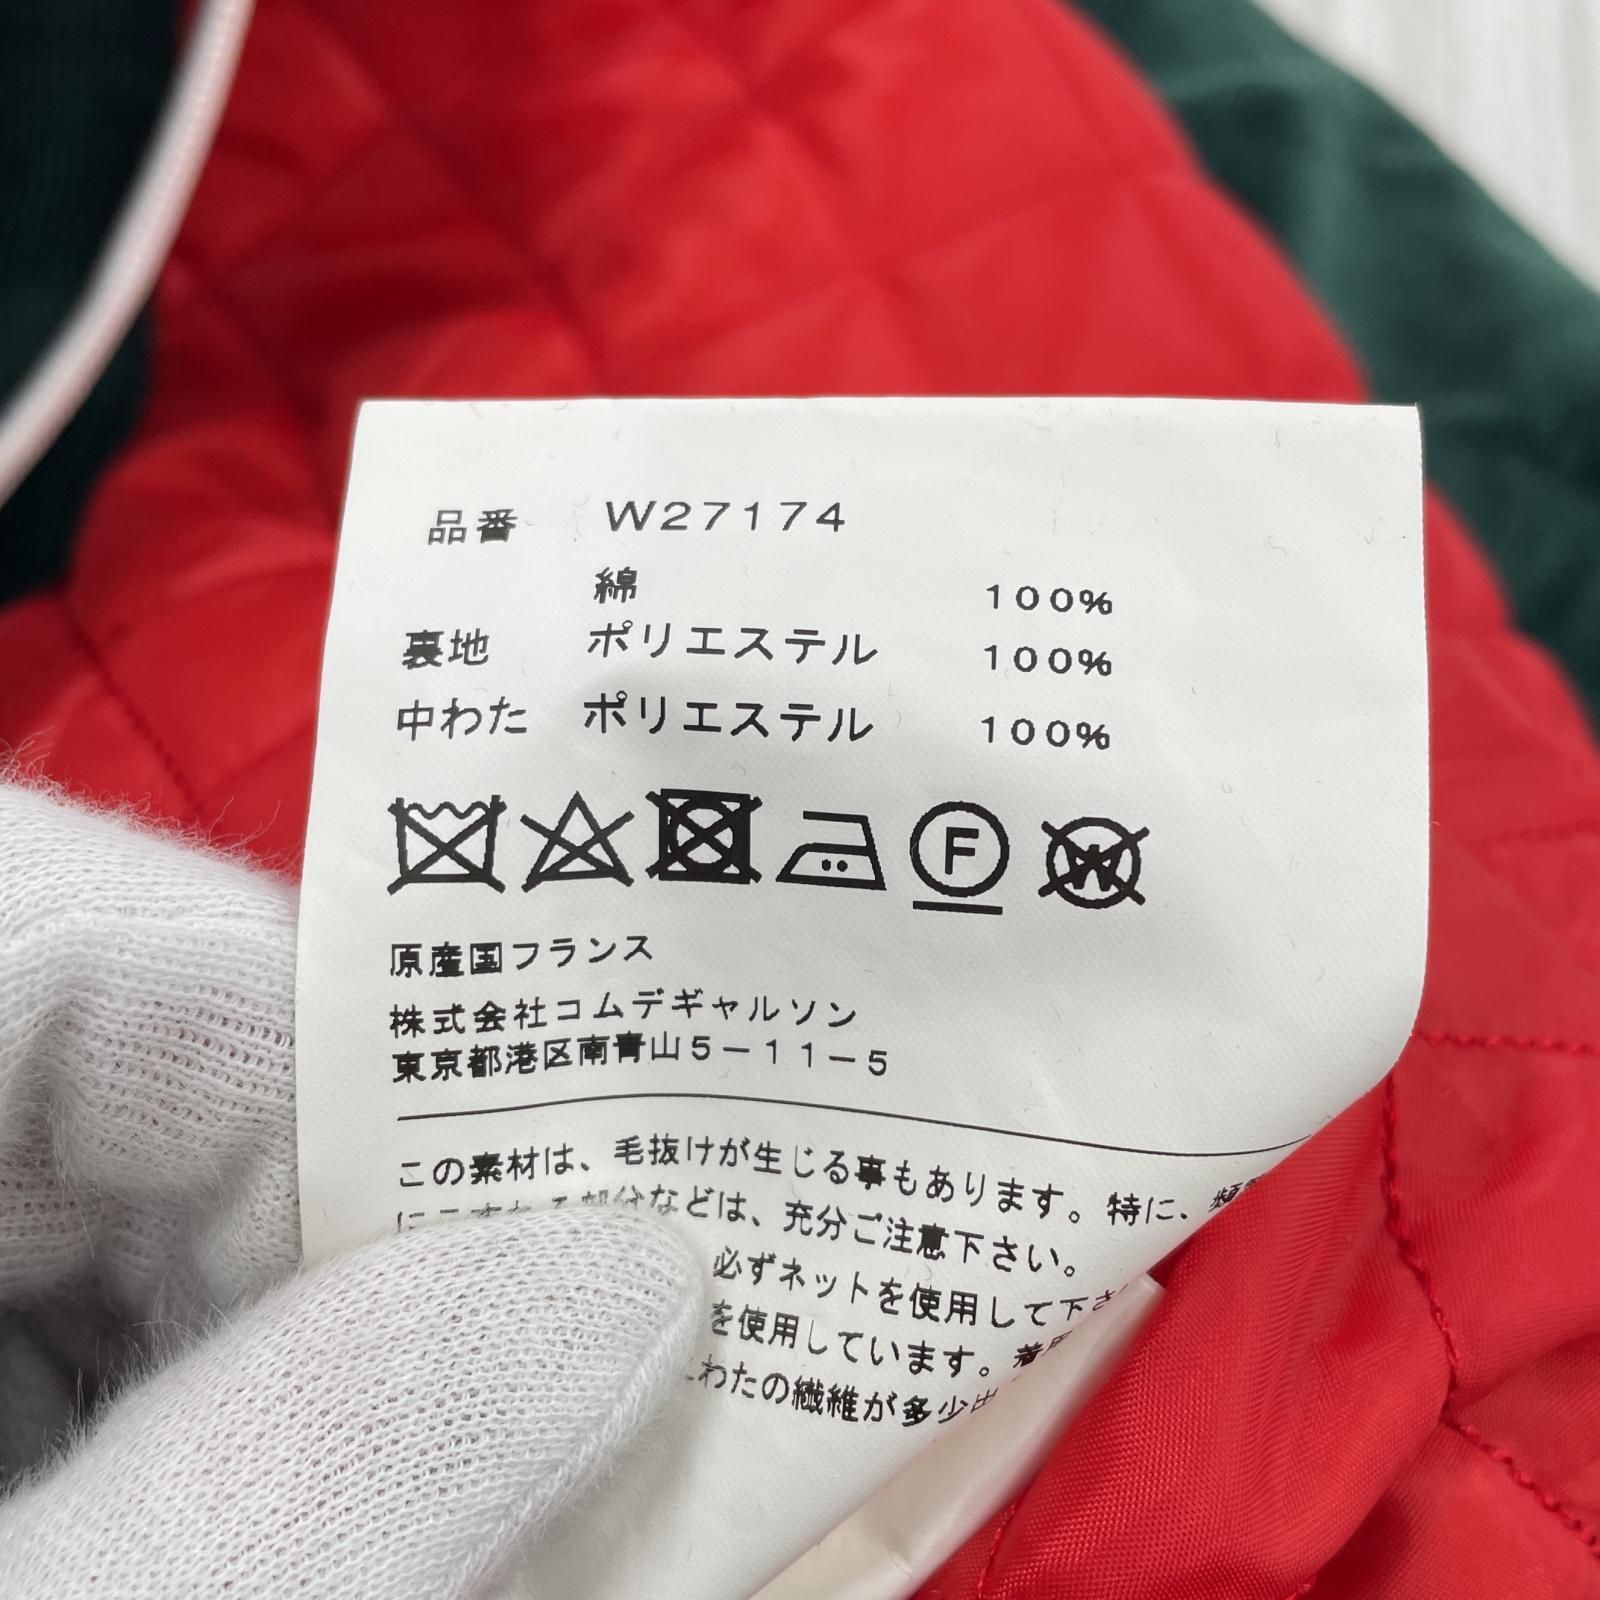 品番 W27174
綿 100%
裏地 ポリエステル 100%
中わた ポリエステル 100%
F W
原産国フランス
株式会社コムデギャルソン
東京都港区南青山5-11-5
この素材は、毛抜けが生じる事もあります。特に、
部分などは、充分ご注意下さい。
必ずネットを使用して下さ
を使用しています。着用
わたの繊維が多少出